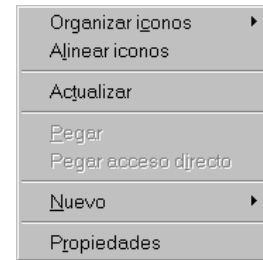 Organizar iconos
Alinear iconos
Actualizar
Pegar
Pegar acceso directo
Nuevo
Propiedades